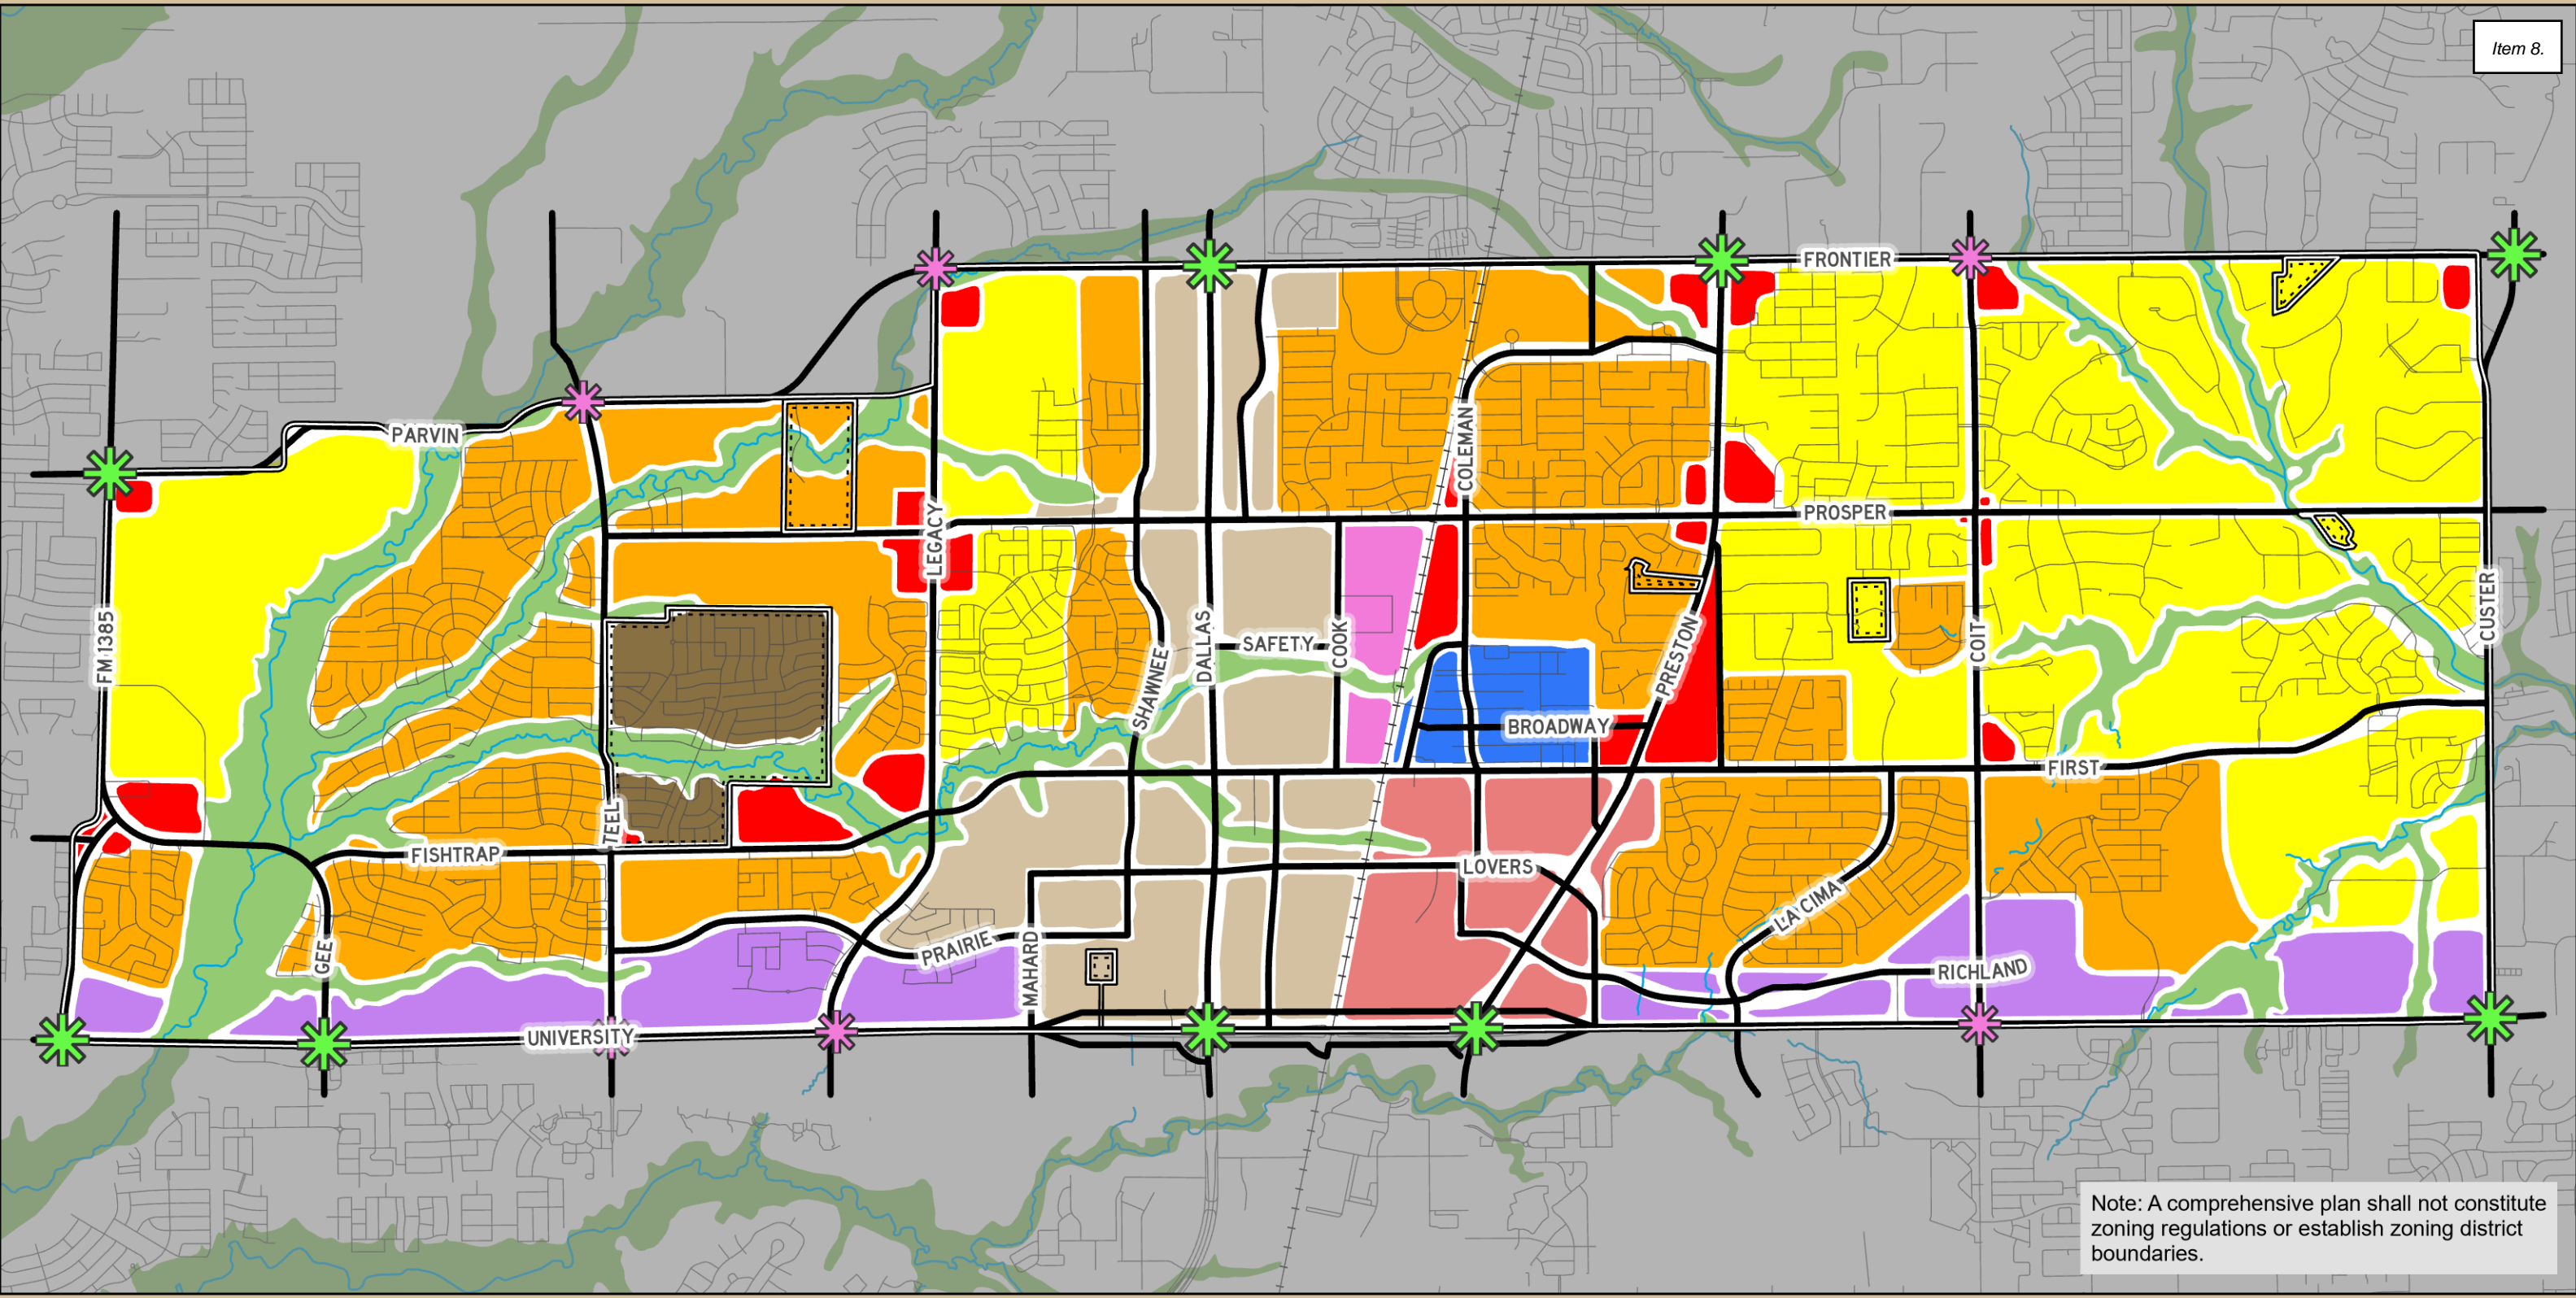 Item 8.
FRONTIER
PARVIN
COLEMAN
PROSPER
LEGACY
FM 1385
CUSTER
SAFETY
COOK
DALLAS
SHAWNEE
PRESTON
COIT
BROADWAY
FIRST
TEEL
FISHTRAP
LOVERS
LA CIMA
GEE
PRAIRIE
MAHARD
RICHLAND
UNIVERSITY
Note: A comprehensive plan shall not constitute
zoning regulations or establish zoning district
boundaries.